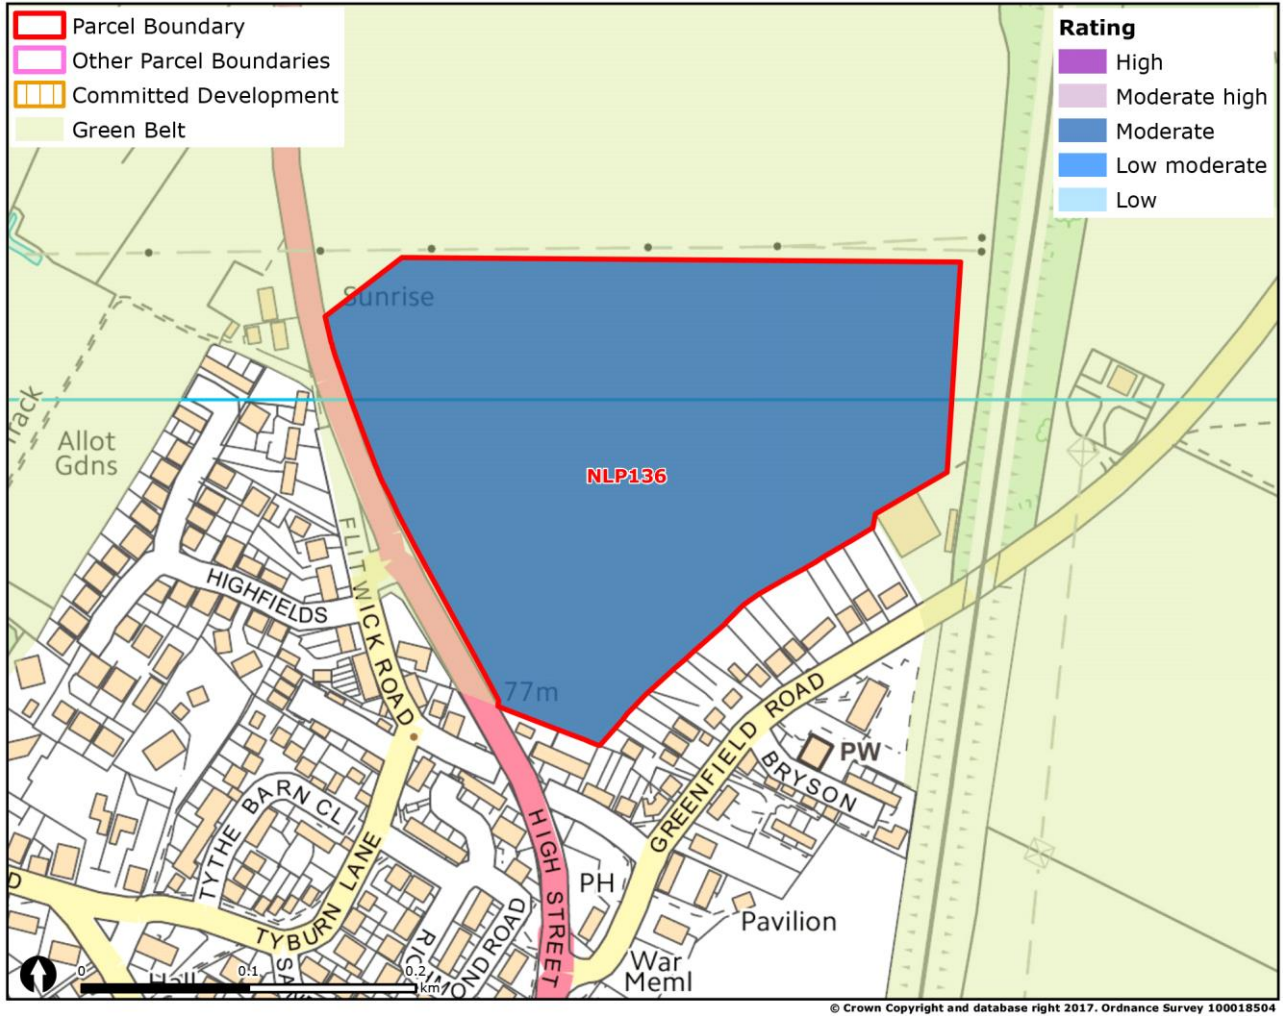 Parcel Boundary
Other Parcel Boundaries
Committed Development
Green Belt
Rating
High
Moderate high
Moderate
Low moderate
Low
Sunrise
Allot
Gdns
NLP136
FLITWICK ROAD
HIGHFIELDS
77m
GREENFIELD ROAD
PW
BRYSON
TYTHE BARN CL
TYBURN LANE
HIGH STREET
PH
Pavilion
War
Meml
Hall
0 0.1 0.2
km
© Crown Copyright and database right 2017. Ordnance Survey 100018504